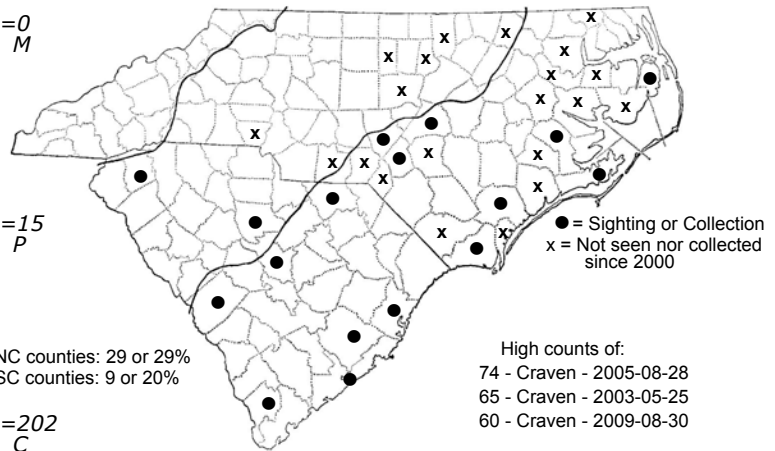 =0
M
=15
P
● = Sighting or Collection
x = Not seen nor collected
since 2000
NC counties: 29 or 29%
SC counties: 9 or 20%
High counts of:
74 - Craven - 2005-08-28
65 - Craven - 2003-05-25
60 - Craven - 2009-08-30
=202
C